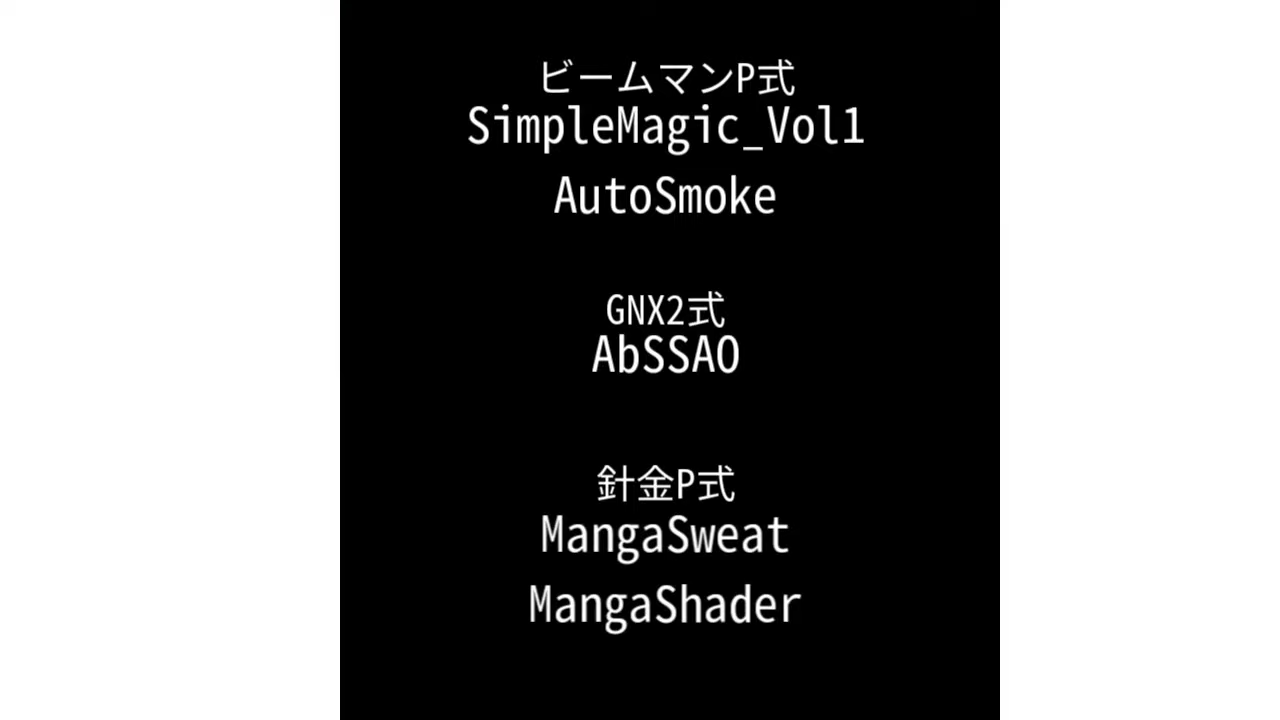 ビームマンP式
SimpleMagic_Vol1
AutoSmoke
GNX2式
AbSSAO
針金P式
MangaSweat
MangaShader